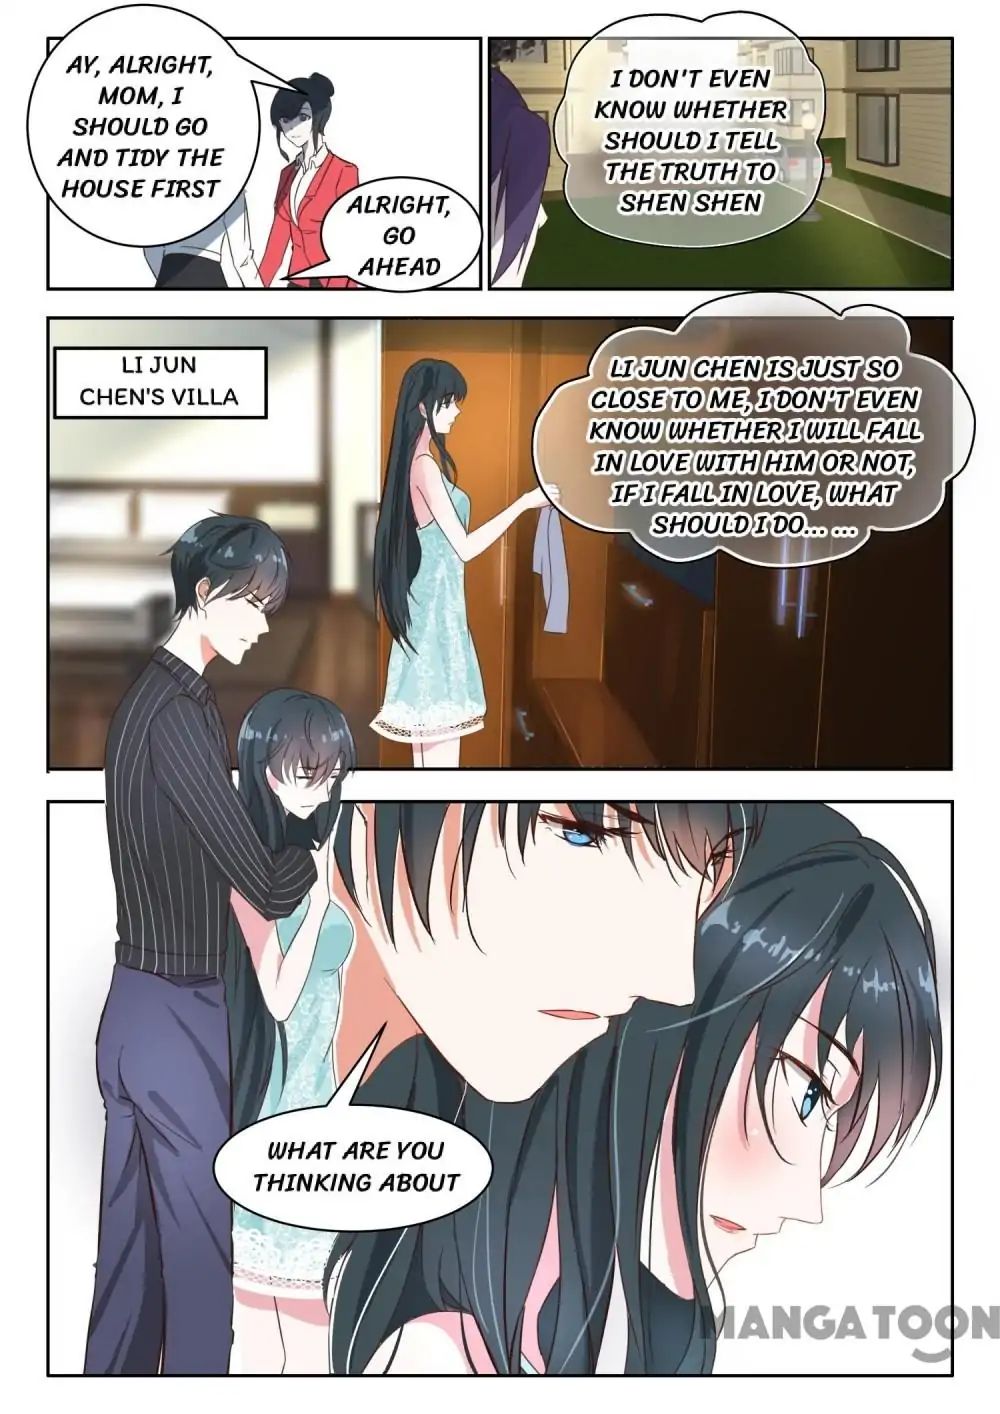 AY, ALRIGHT,
MOM, I
SHOULD GO
AND TIDY THE
HOUSE FIRST
ALRIGHT,
GO
AHEAD
I DON'T EVEN
KNOW WHETHER
SHOULD I TELL
THE TRUTH TO
SHEN SHEN
LI JUN
CHEN'S VILLA
LI JUN CHEN IS JUST SO
CLOSE TO ME, I DON'T EVEN
KNOW WHETHER I WILL FALL
IN LOVE WITH HIM OR NOT,
IF I FALL IN LOVE, WHAT
SHOULD I DO... ...
WHAT ARE YOU
THINKING ABOUT
MANGATOON